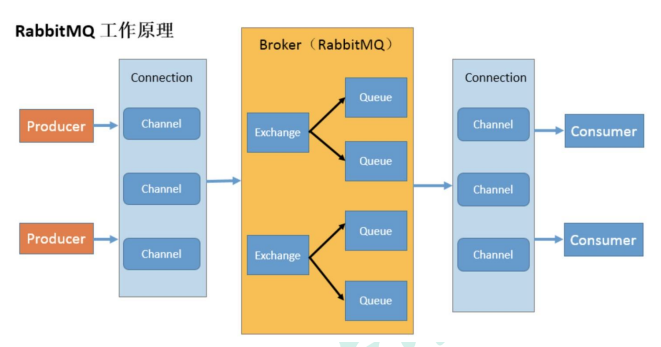 RabbitMQ 工作原理
Broker（RabbitMQ）
Connection
Connection
Producer
Channel
Channel
Channel
Producer
Exchange
Queue
Queue
Exchange
Queue
Queue
Channel
Channel
Channel
Consumer
Consumer